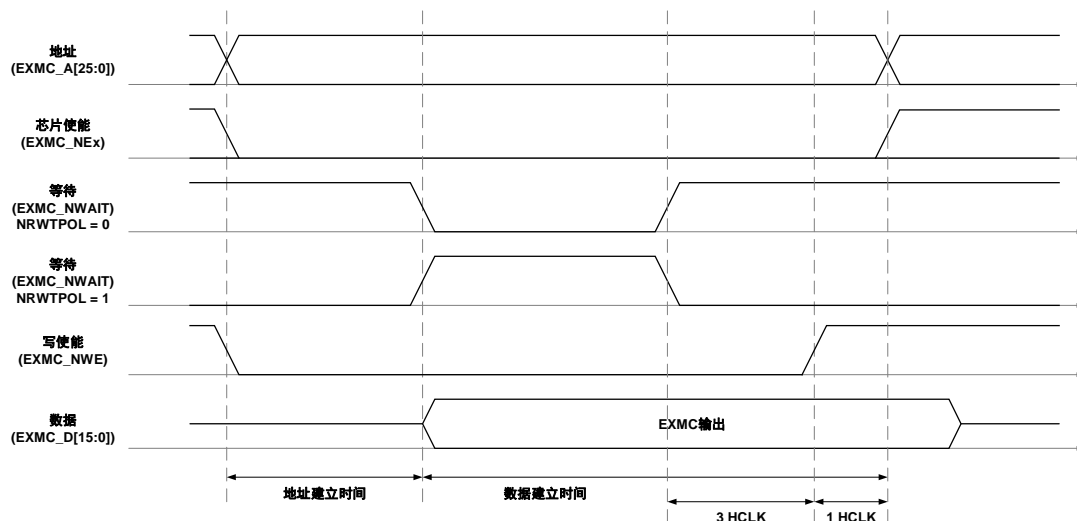 地址
(EXMC_A[25:0])
芯片使能
(EXMC_NEx)
等待
(EXMC_NWAIT)
NRWTPOL = 0
等待
(EXMC_NWAIT)
NRWTPOL = 1
写使能
(EXMC_NWE)
数据
(EXMC_D[15:0])
EXMC输出
地址建立时间
数据建立时间
3 HCLK
1 HCLK